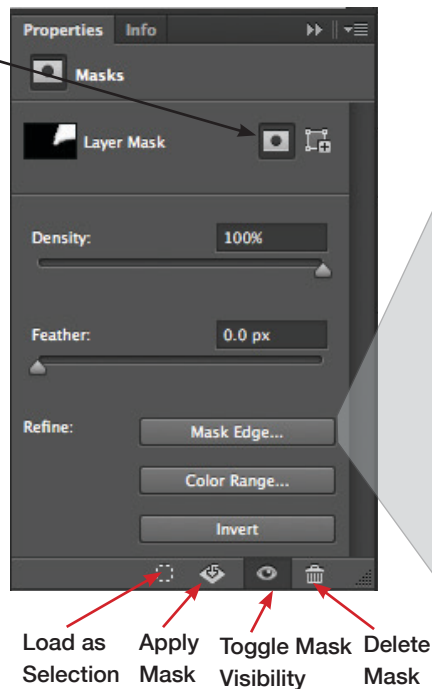 Properties Info
Masks
Layer Mask
Density: 100%
Feather: 0.0 px
Refine: Mask Edge...
Color Range...
Invert
Load as Apply Toggle Mask Delete
Selection Mask Visibility Mask